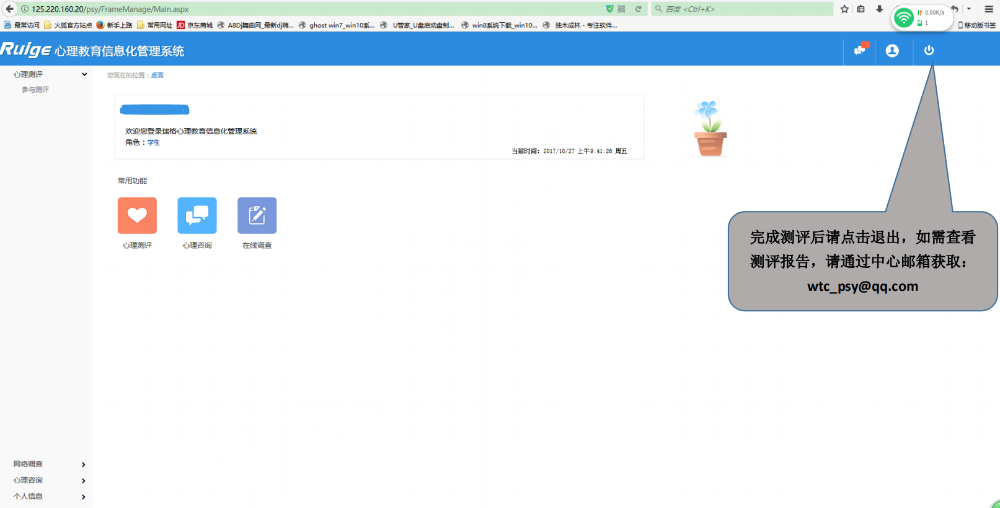 125.220.160.20/psy/FrameManage/Main.aspx
百度 <Ctrl+K>
0.00K/s
1
最常访问 火狐官方站点 新手上路 常用网址 JD 京东商城 A8Dj舞曲网_最新dj嗨... ghost win7_win10系... U管家_U盘启动盘制... win8系统下载_win10... 独木成林 - 专注软件... 移动版书签
Ruige 心理教育信息化管理系统
心理测评
参与测评
您现在的位置：桌面
欢迎您登录瑞格心理教育信息化管理系统
角色：学生
当前时间：2017/10/27 上午9:41:26 周五
常用功能
心理测评 心理咨询 在线调查
完成测评后请点击退出，如需查看
测评报告，请通过中心邮箱获取：
wtc_psy@qq.com
网络调查
心理咨询
个人信息